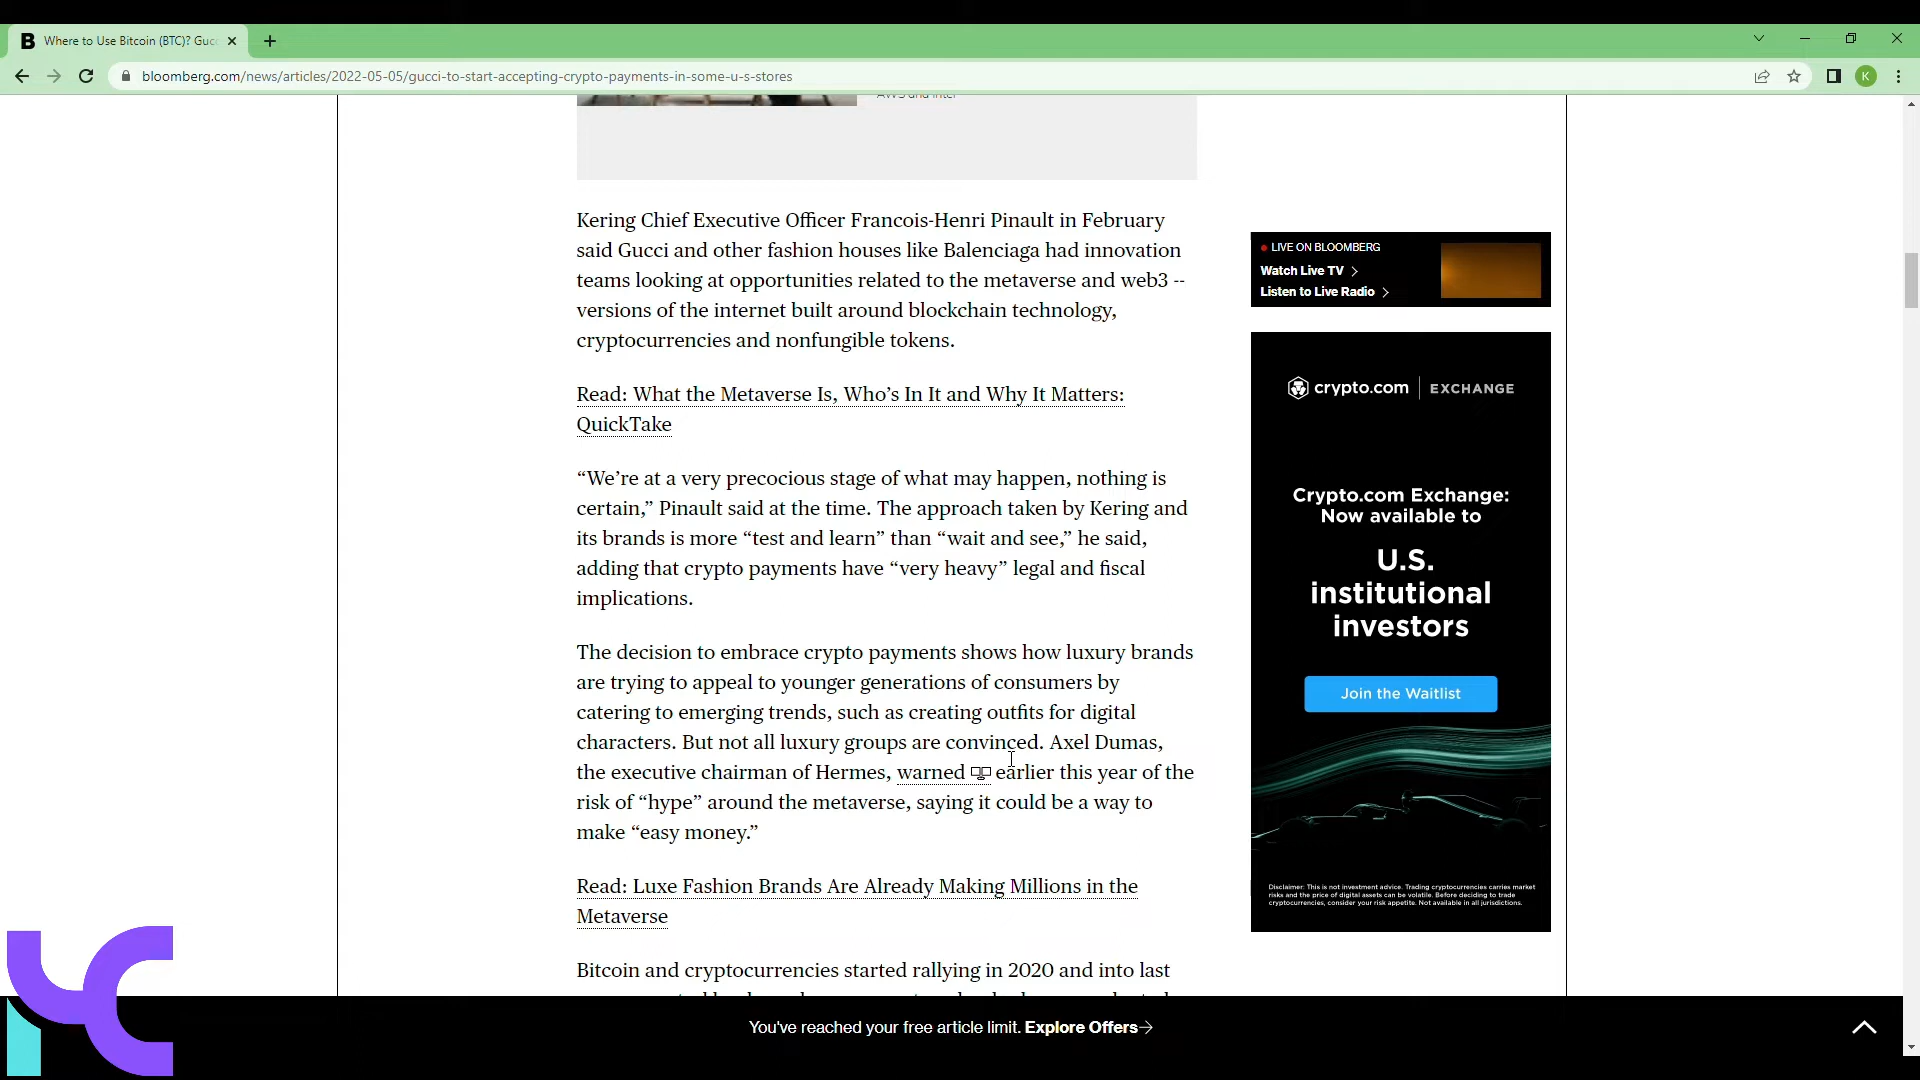 Where to Use Bitcoin (BTC)? Guc
bloomberg.com/news/articles/2022-05-05/gucci-to-start-accepting-crypto-payments-in-some-u-s-stores
K
AWS and Intel
Kering Chief Executive Officer Francois-Henri Pinault in February
said Gucci and other fashion houses like Balenciaga had innovation
teams looking at opportunities related to the metaverse and web3 --
versions of the internet built around blockchain technology,
cryptocurrencies and nonfungible tokens.
Read: What the Metaverse Is, Who’s In It and Why It Matters:
QuickTake
“We’re at a very precocious stage of what may happen, nothing is
certain,” Pinault said at the time. The approach taken by Kering and
its brands is more “test and learn” than “wait and see,” he said,
adding that crypto payments have “very heavy” legal and fiscal
implications.
The decision to embrace crypto payments shows how luxury brands
are trying to appeal to younger generations of consumers by
catering to emerging trends, such as creating outfits for digital
characters. But not all luxury groups are convinced. Axel Dumas,
the executive chairman of Hermes, warned earlier this year of the
risk of “hype” around the metaverse, saying it could be a way to
make “easy money.”
Read: Luxe Fashion Brands Are Already Making Millions in the
Metaverse
Bitcoin and cryptocurrencies started rallying in 2020 and into last
LIVE ON BLOOMBERG
Watch Live TV
Listen to Live Radio
crypto.com | EXCHANGE
Crypto.com Exchange:
Now available to
U.S.
institutional
investors
Join the Waitlist
Disclaimer: This is not investment advice. Trading cryptocurrencies carries market
risks and the price of digital assets can be volatile. Before deciding to trade
cryptocurrencies, consider your risk appetite. Not available in all jurisdictions.
You've reached your free article limit. Explore Offers